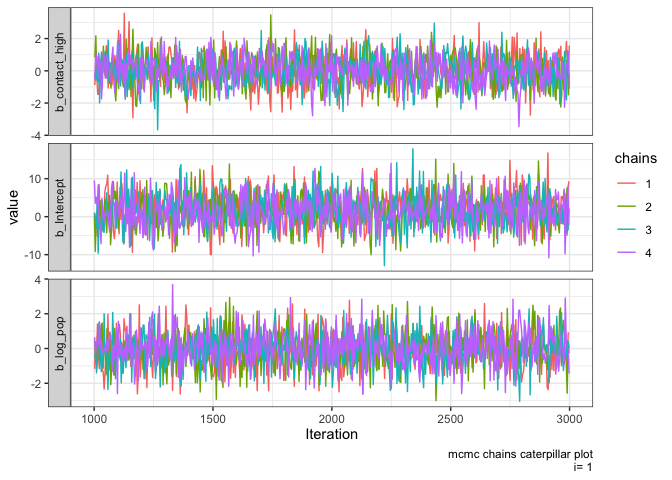 b_contact_high
2
0
-2
-4
b_Intercept
10
0
-10
b_log_pop
4
2
0
-2
value
1000
1500
2000
2500
3000
Iteration
chains
1
2
3
4
mcmc chains caterpillar plot
i= 1